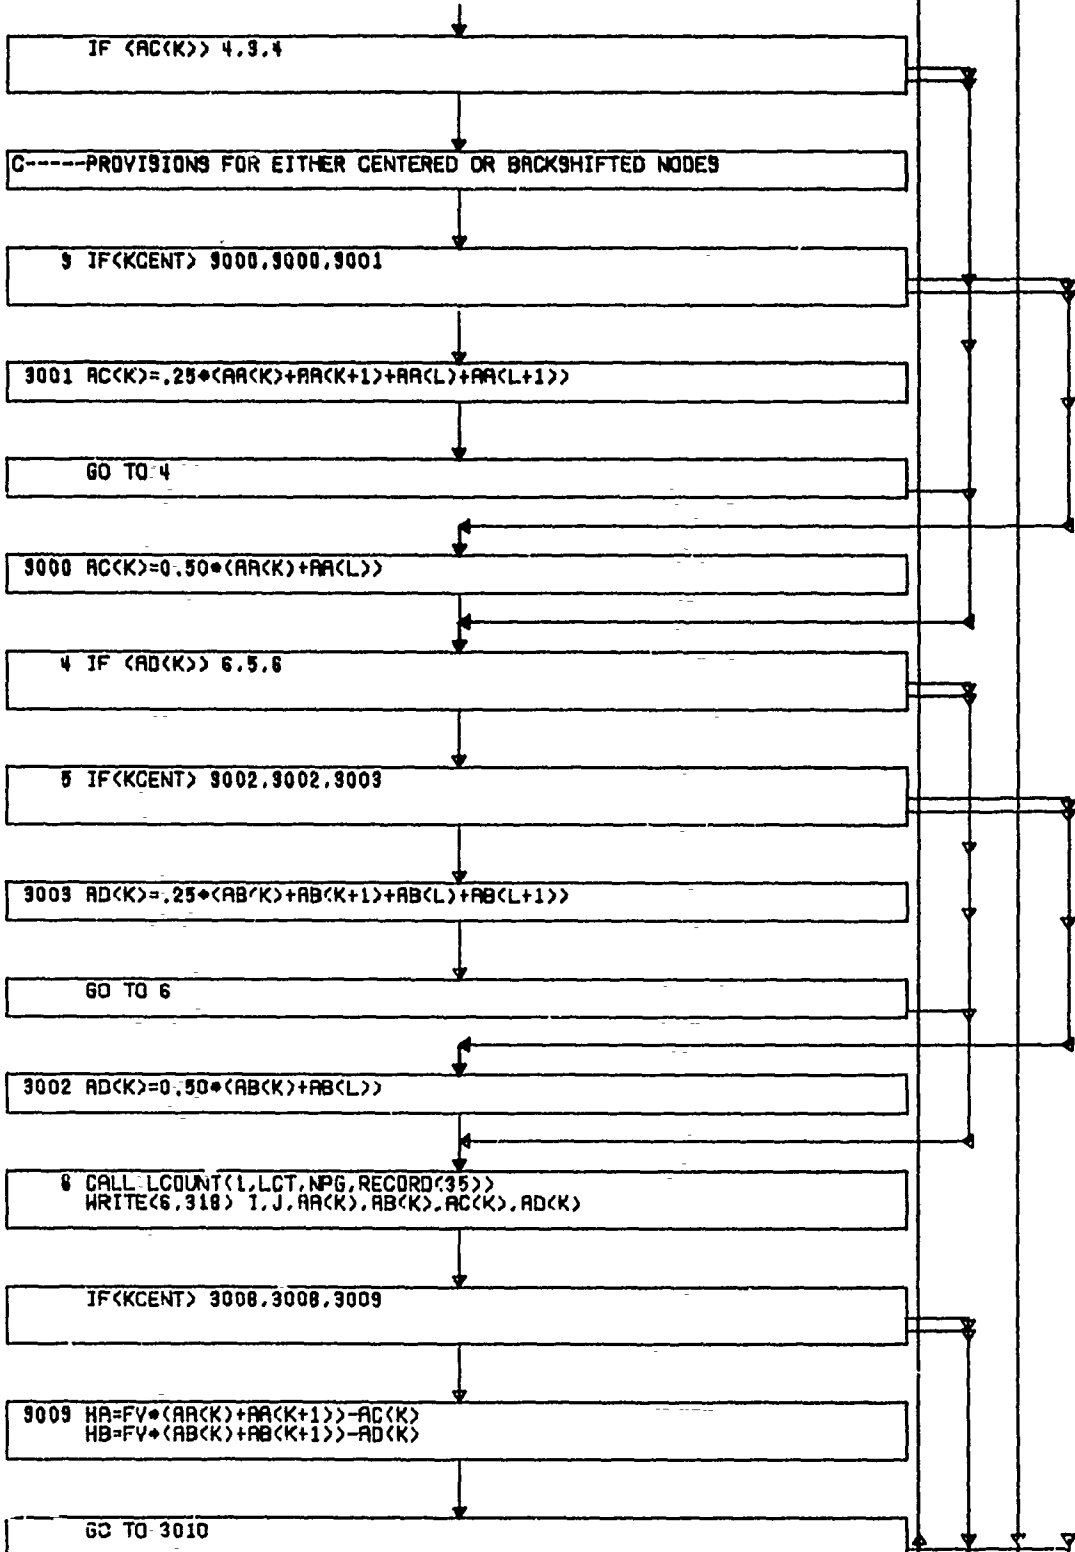 IF (AC(K)) 4,3,4
C-----PROVISIONS FOR EITHER CENTERED OR BACKSHIFTED NODES
3 IF(KCENT) 3000,3000,3001
3001 AC(K)=.25*(AA(K)+AA(K+1)+AA(L)+AA(L+1))
GO TO 4
3000 AC(K)=0.50*(AA(K)+AA(L))
4 IF (AD(K)) 6,5,6
5 IF(KCENT) 3002,3002,3003
3003 AD(K)=.25*(AB(K)+AB(K+1)+AB(L)+AB(L+1))
GO TO 6
3002 AD(K)=0.50*(AB(K)+AB(L))
6 CALL LCOUNT(1,LCT,NPG,RECORD(35))
WRITE(6,318) I,J,AA(K),AB(K),AC(K),AD(K)
IF(KCENT) 3008,3008,3009
3009 HA=FV*(AA(K)+AA(K+1))-AC(K)
HB=FV*(AB(K)+AB(K+1))-AD(K)
GO TO 3010